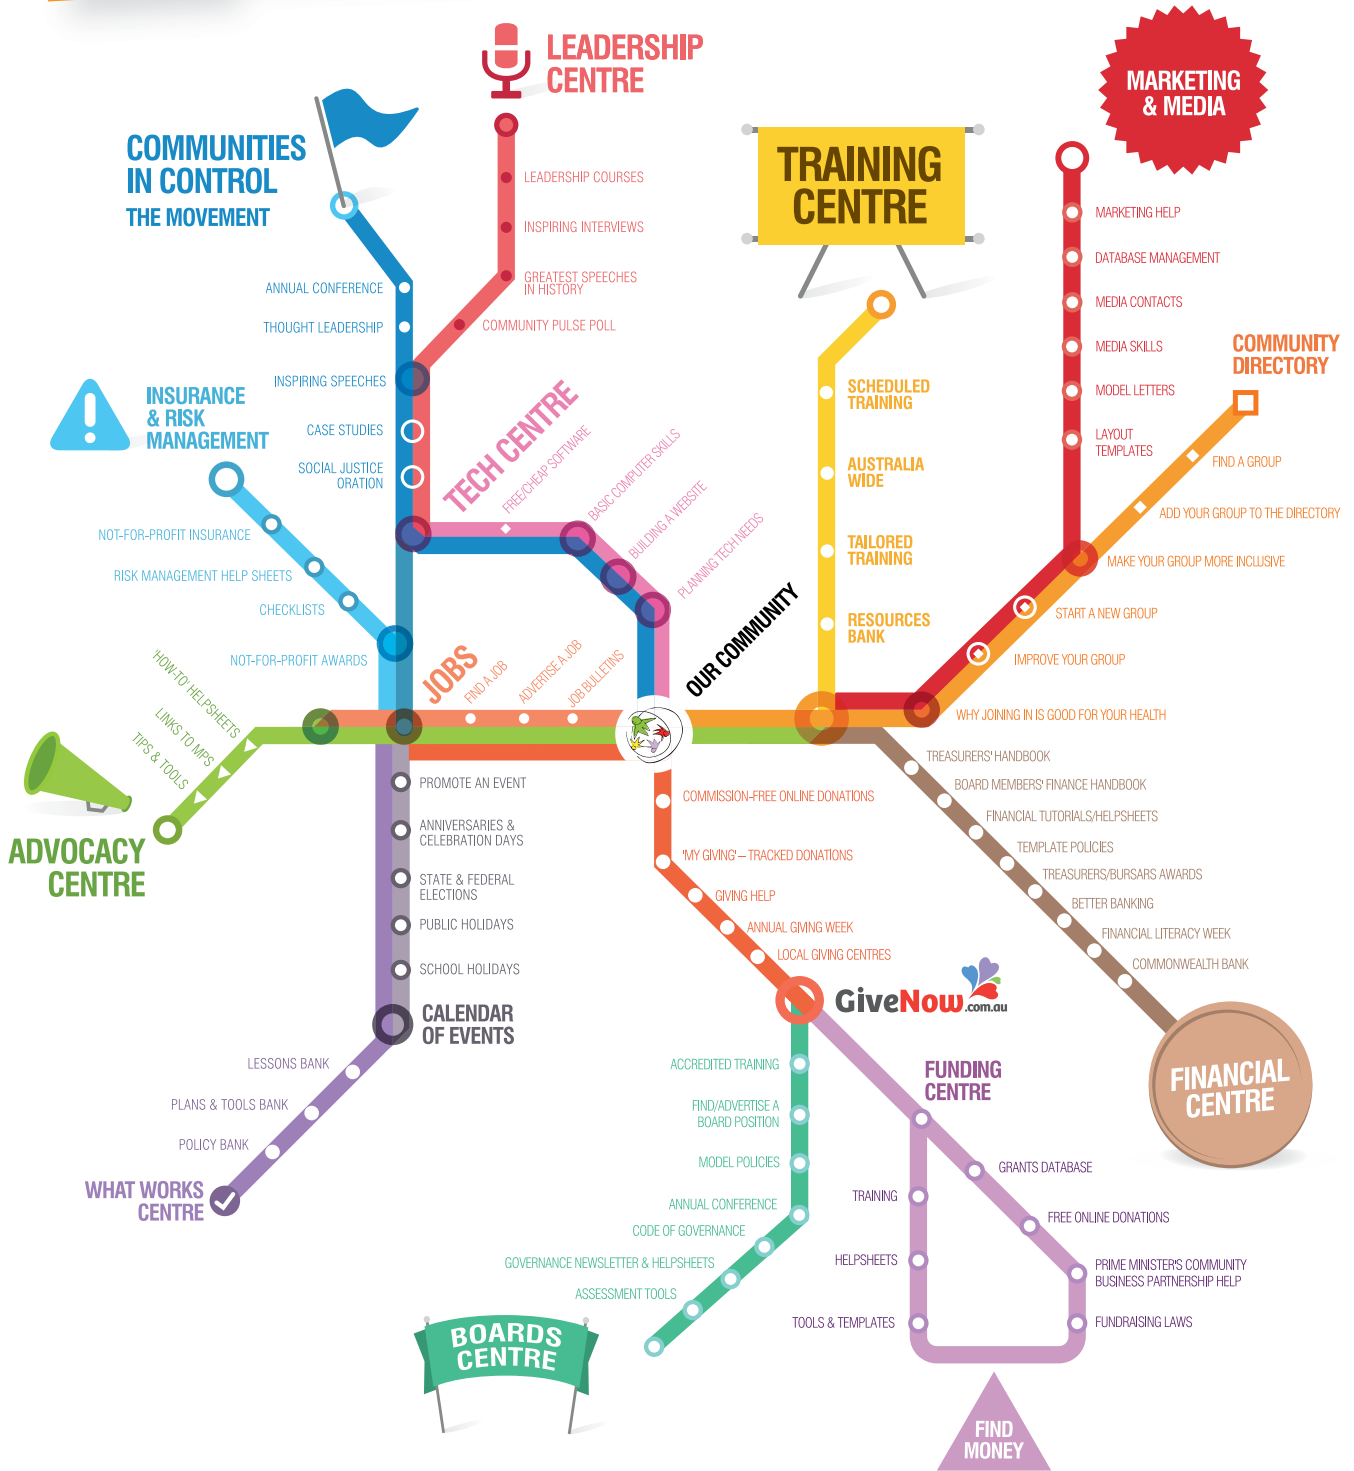 LEADERSHIP
CENTRE
LEADERSHIP COURSES
INSPIRING INTERVIEWS
GREATEST SPEECHES
IN HISTORY
COMMUNITY PULSE POLL
COMMUNITIES
IN CONTROL
THE MOVEMENT
ANNUAL CONFERENCE
THOUGHT LEADERSHIP
INSPIRING SPEECHES
CASE STUDIES
SOCIAL JUSTICE
ORATION
INSURANCE
& RISK
MANAGEMENT
NOT-FOR-PROFIT INSURANCE
RISK MANAGEMENT HELP SHEETS
CHECKLISTS
NOT-FOR-PROFIT AWARDS
TECH CENTRE
FREE/CHEAP SOFTWARE
BASIC COMPUTER SKILLS
BUILDING A WEBSITE
PLANNING TECH NEEDS
TRAINING
CENTRE
SCHEDULED
TRAINING
AUSTRALIA
WIDE
TAILORED
TRAINING
RESOURCES
BANK
MARKETING
& MEDIA
MARKETING HELP
DATABASE MANAGEMENT
MEDIA CONTACTS
MEDIA SKILLS
MODEL LETTERS
LAYOUT
TEMPLATES
COMMUNITY
DIRECTORY
FIND A GROUP
ADD YOUR GROUP TO THE DIRECTORY
MAKE YOUR GROUP MORE INCLUSIVE
START A NEW GROUP
IMPROVE YOUR GROUP
WHY JOINING IN IS GOOD FOR YOUR HEALTH
OUR COMMUNITY
JOBS
FIND A JOB
ADVERTISE A JOB
JOB BULLETINS
'HOW-TO' HELPSHEETS
LINKS TO MPS
TIPS & TOOLS
ADVOCACY
CENTRE
PROMOTE AN EVENT
ANNIVERSARIES &
CELEBRATION DAYS
STATE & FEDERAL
ELECTIONS
PUBLIC HOLIDAYS
SCHOOL HOLIDAYS
CALENDAR
OF EVENTS
LESSONS BANK
PLANS & TOOLS BANK
POLICY BANK
WHAT WORKS
CENTRE
COMMISSION-FREE ONLINE DONATIONS
'MY GIVING' – TRACKED DONATIONS
GIVING HELP
ANNUAL GIVING WEEK
LOCAL GIVING CENTRES
GiveNow.com.au
TREASURERS' HANDBOOK
BOARD MEMBERS' FINANCE HANDBOOK
FINANCIAL TUTORIALS/HELPSHEETS
TEMPLATE POLICIES
TREASURERS/BURSARS AWARDS
BETTER BANKING
FINANCIAL LITERACY WEEK
COMMONWEALTH BANK
FINANCIAL
CENTRE
ACCREDITED TRAINING
FIND/ADVERTISE A
BOARD POSITION
MODEL POLICIES
ANNUAL CONFERENCE
CODE OF GOVERNANCE
GOVERNANCE NEWSLETTER & HELPSHEETS
ASSESSMENT TOOLS
BOARDS
CENTRE
FUNDING
CENTRE
GRANTS DATABASE
FREE ONLINE DONATIONS
PRIME MINISTER'S COMMUNITY
BUSINESS PARTNERSHIP HELP
FUNDRAISING LAWS
TRAINING
HELPSHEETS
TOOLS & TEMPLATES
FIND
MONEY